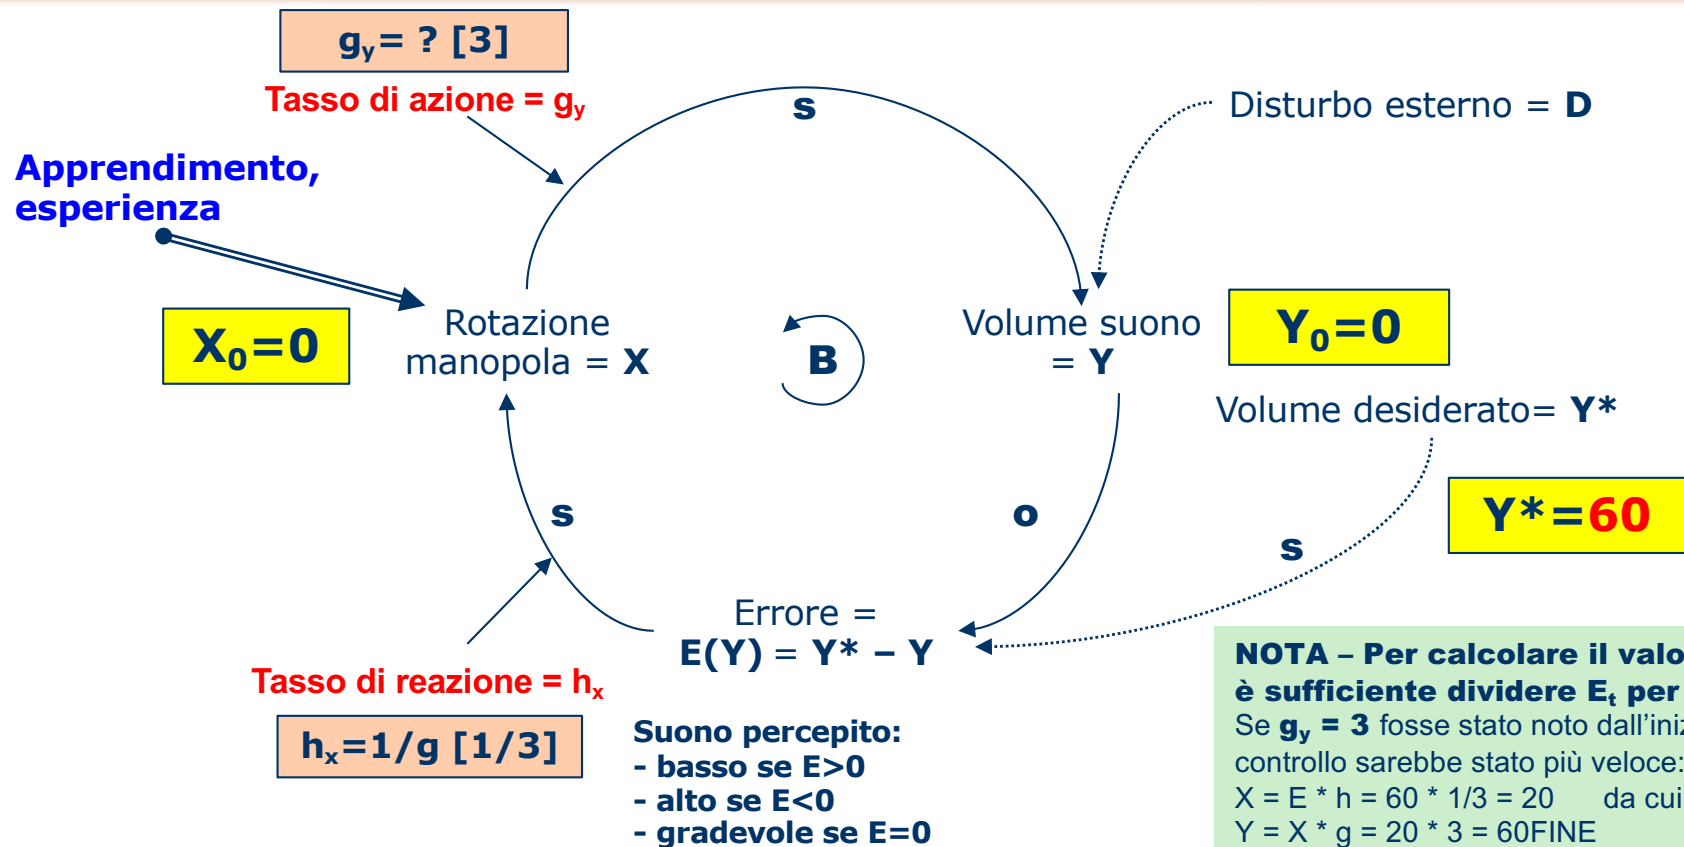 gy= ? [3]
Tasso di azione = gy
s
Disturbo esterno = D
Apprendimento,
esperienza
X0=0
Rotazione
manopola = X
B
Volume suono
= Y
Y0=0
Volume desiderato= Y*
Y*=60
s
o
s
Errore =
E(Y) = Y* – Y
Tasso di reazione = hx
hx=1/g [1/3]
Suono percepito:
- basso se E>0
- alto se E<0
- gradevole se E=0
NOTA – Per calcolare il
è sufficiente dividere Et per
Se gy = 3 fosse stato noto
controllo sarebbe stato più veloce:
X = E * h = 60 * 1/3 = 20 da cui
Y = X * g = 20 * 3 = 60FINE